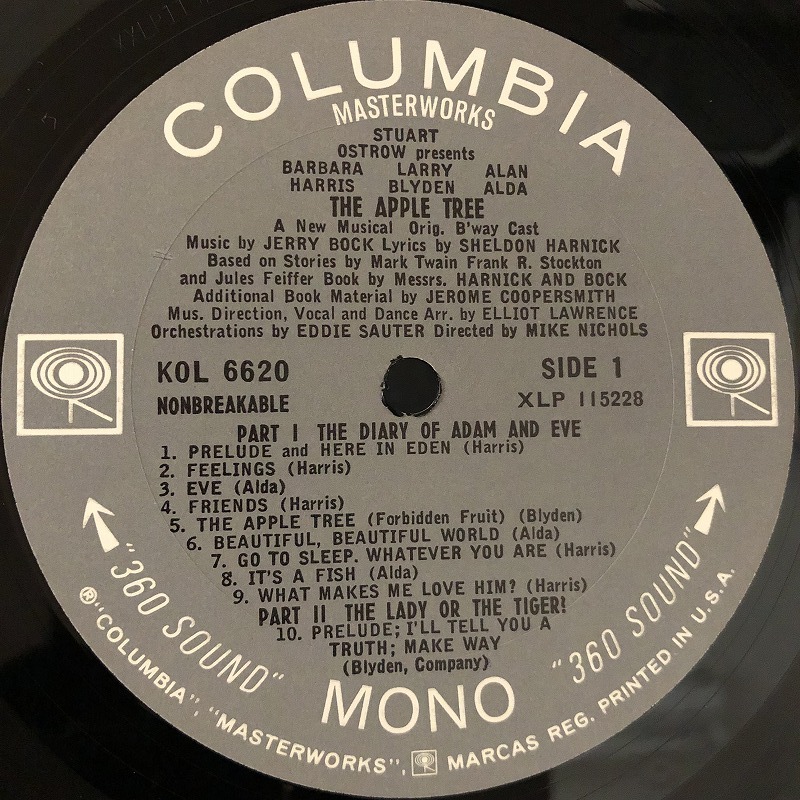 COLUMBIA
MASTERWORKS
STUART
OSTROW presents
BARBARA LARRY ALAN
HARRIS BLYDEN ALDA
THE APPLE TREE
A New Musical Orig. B'way Cast
Music by JERRY BOCK Lyrics by SHELDON HARNICK
Based on Stories by Mark Twain Frank R. Stockton
and Jules Feiffer Book by Messrs. HARNICK AND BOCK
Additional Book Material by JEROME COOPERSMITH
Mus. Direction, Vocal and Dance Arr. by ELLIOT LAWRENCE
Orchestrations by EDDIE SAUTER Directed by MIKE NICHOLS
KOL 6620 SIDE 1
NONBREAKABLE XLP 115228
PART I THE DIARY OF ADAM AND EVE
1. PRELUDE and HERE IN EDEN (Harris)
2. FEELINGS (Harris)
3. EVE (Alda)
4. FRIENDS (Harris)
5. THE APPLE TREE (Forbidden Fruit) (Blyden)
6. BEAUTIFUL, BEAUTIFUL WORLD (Alda)
7. GO TO SLEEP. WHATEVER YOU ARE (Harris)
8. IT'S A FISH (Alda)
9. WHAT MAKES ME LOVE HIM? (Harris)
PART II THE LADY OR THE TIGER?
10. PRELUDE; I'LL TELL YOU A
TRUTH; MAKE WAY
(Blyden, Company)
"360 SOUND" MONO "360 SOUND"
®"COLUMBIA", "MASTERWORKS", MARCAS REG. PRINTED IN U.S.A.